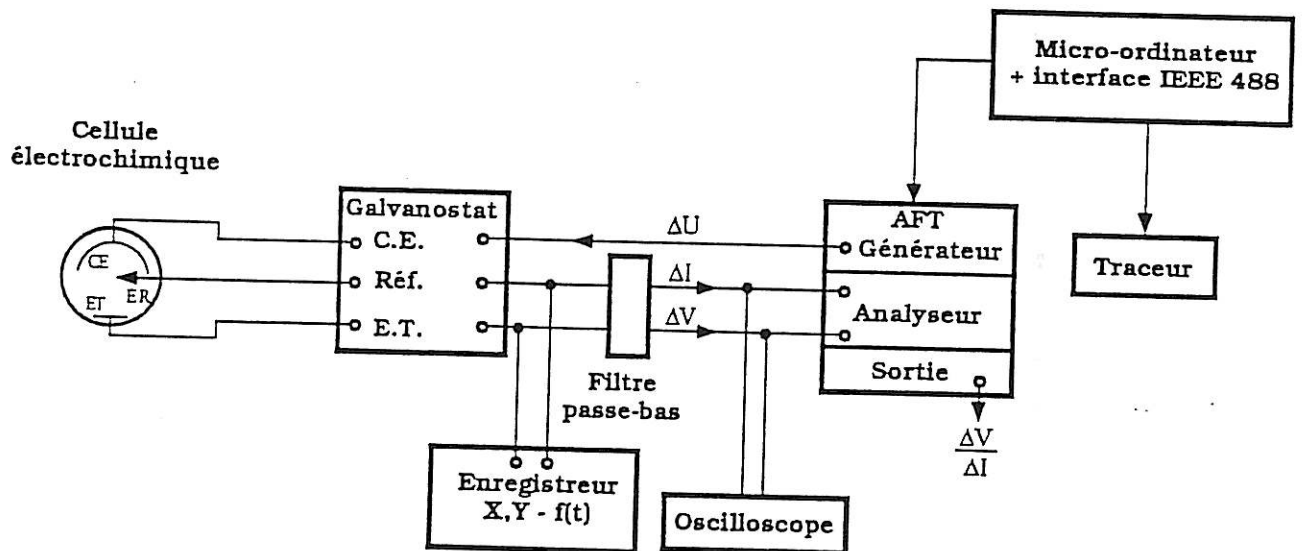 Micro-ordinateur
+ interface IEEE 488
Cellule
électrochimique
Galvanostat
C.E.
Réf.
E.T.
CE
ER
ET
ΔU
ΔI
ΔV
AFT
Générateur
Analyseur
Sortie
Traceur
Filtre
passe-bas
ΔV
ΔI
Enregistreur
X,Y - f(t)
Oscilloscope